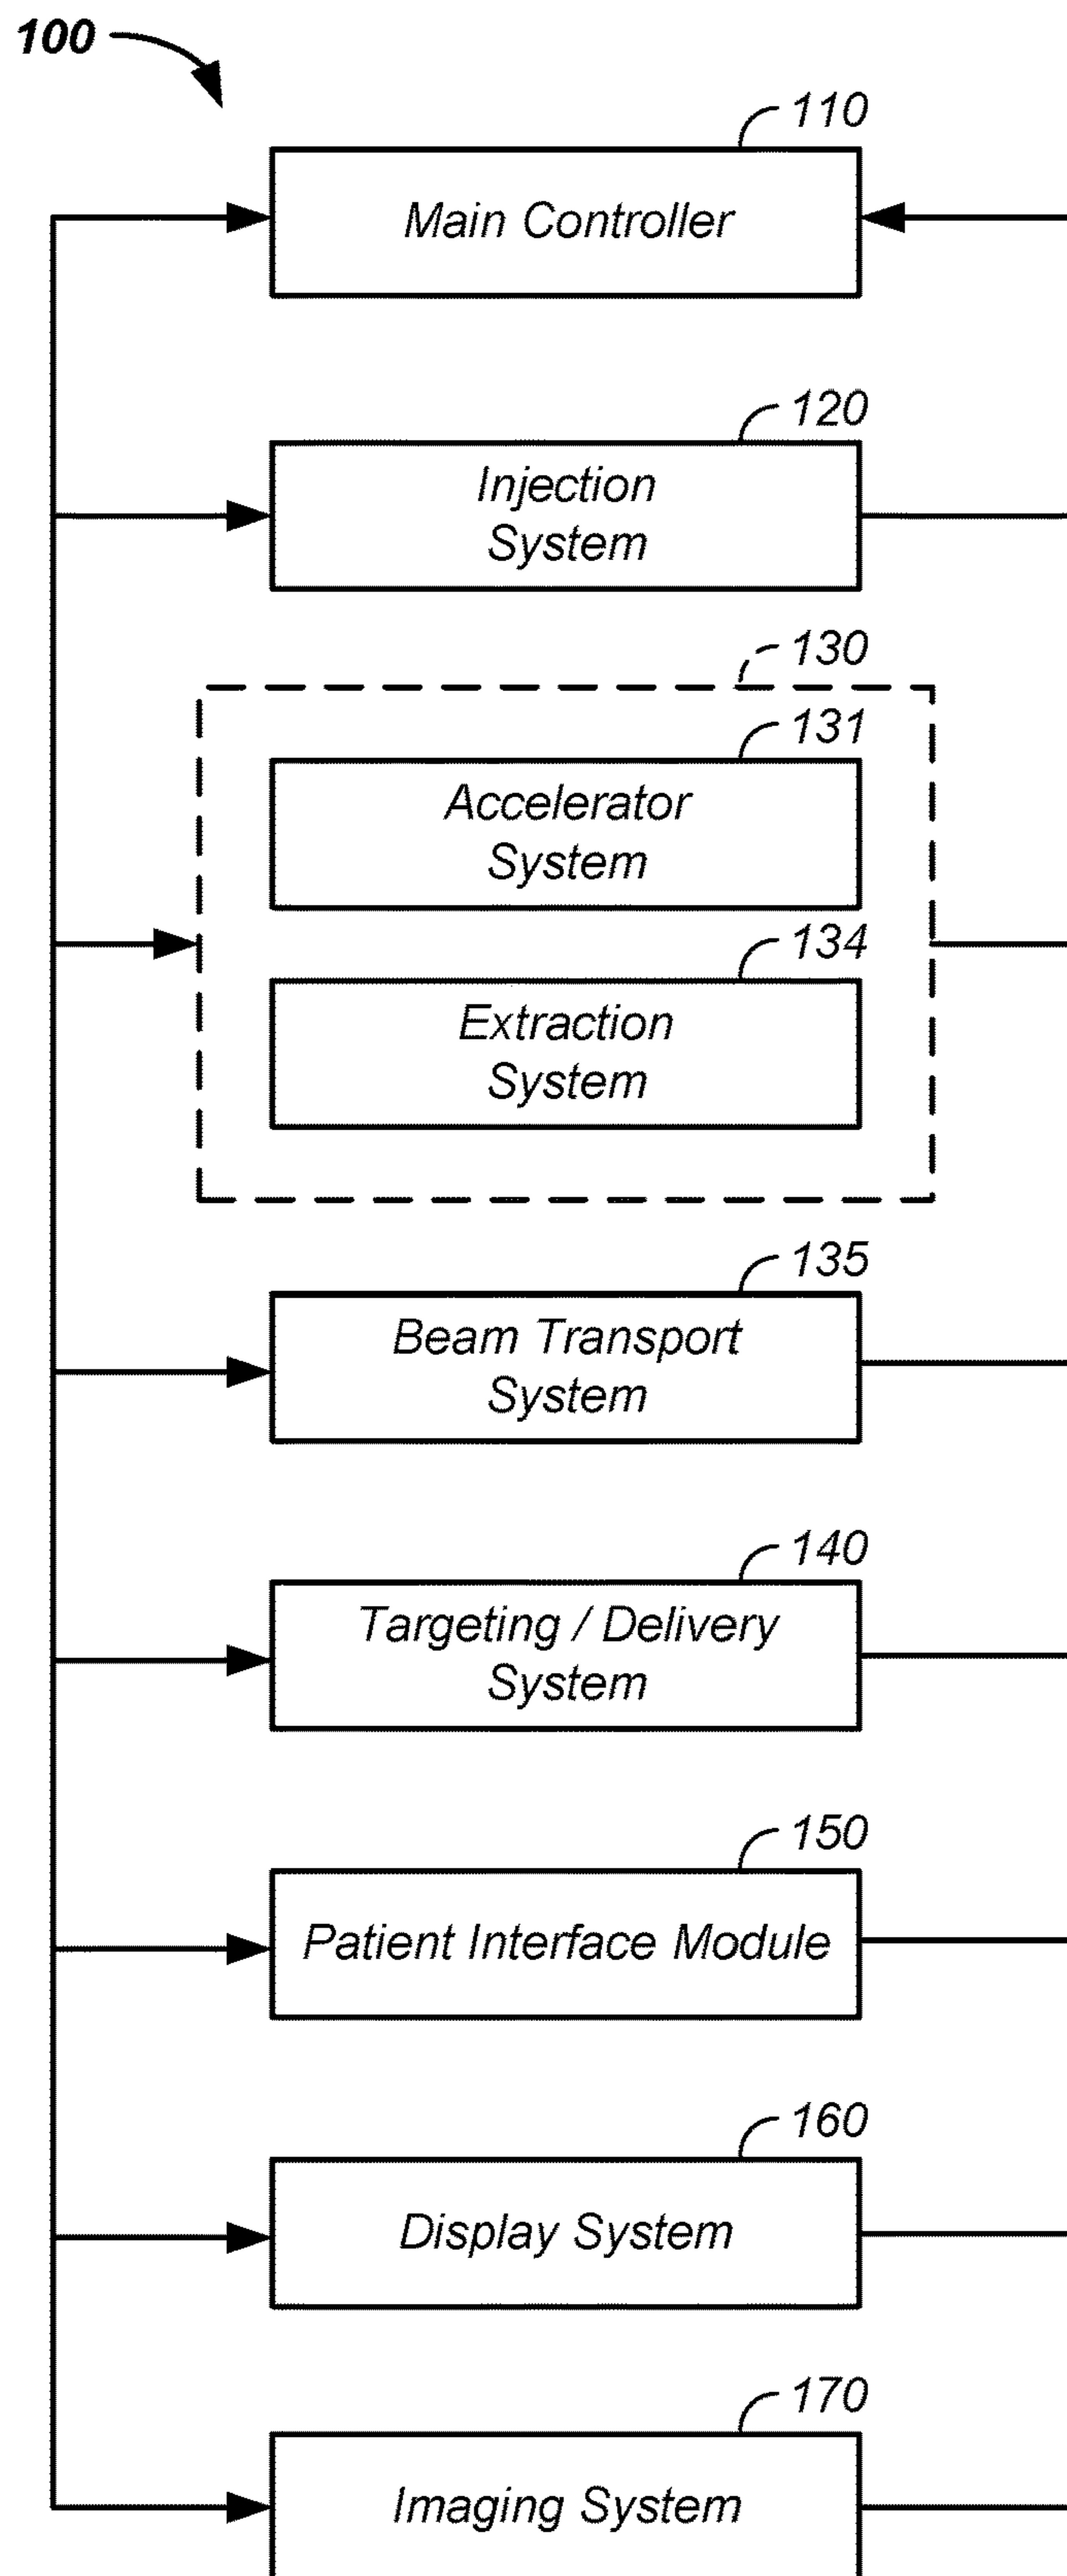 100
110
Main Controller
120
Injection
System
130
131
Accelerator
System
134
Extraction
System
135
Beam Transport
System
140
Targeting / Delivery
System
150
Patient Interface Module
160
Display System
170
Imaging System